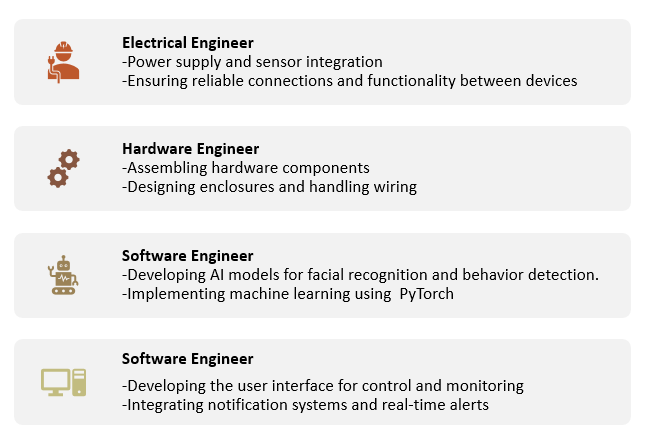 Electrical Engineer
-Power supply and sensor integration
-Ensuring reliable connections and functionality between devices
Hardware Engineer
-Assembling hardware components
-Designing enclosures and handling wiring
Software Engineer
-Developing AI models for facial recognition and behavior detection.
-Implementing machine learning using  PyTorch
Software Engineer
-Developing the user interface for control and monitoring
-Integrating notification systems and real-time alerts